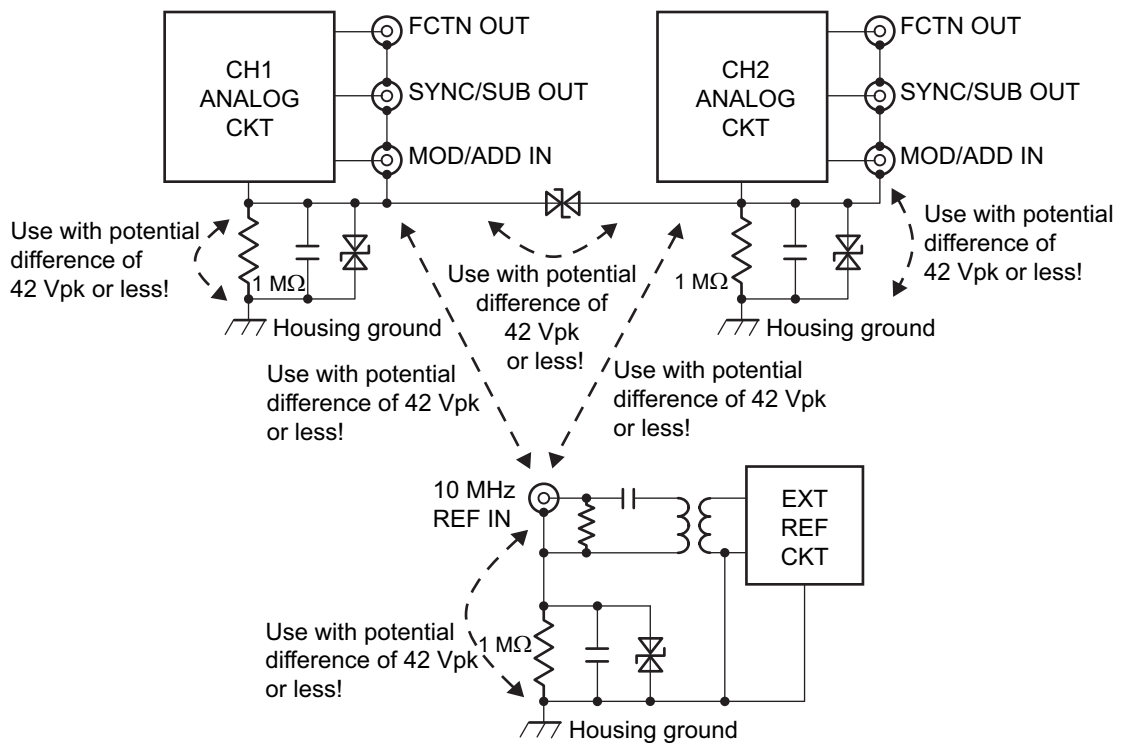 CH1
ANALOG
CKT
FCTN OUT
SYNC/SUB OUT
MOD/ADD IN
CH2
ANALOG
CKT
FCTN OUT
SYNC/SUB OUT
MOD/ADD IN
Use with potential
difference of
42 Vpk or less!
1 MΩ
Housing ground
Use with potential
difference of
42 Vpk
or less!
1 MΩ
Housing ground
Use with potential
difference of
42 Vpk or less!
Use with potential
difference of 42 Vpk
or less!
Use with potential
difference of 42 Vpk
or less!
10 MHz
REF IN
EXT
REF
CKT
Use with potential
difference of 42 Vpk
or less!
1 MΩ
Housing ground